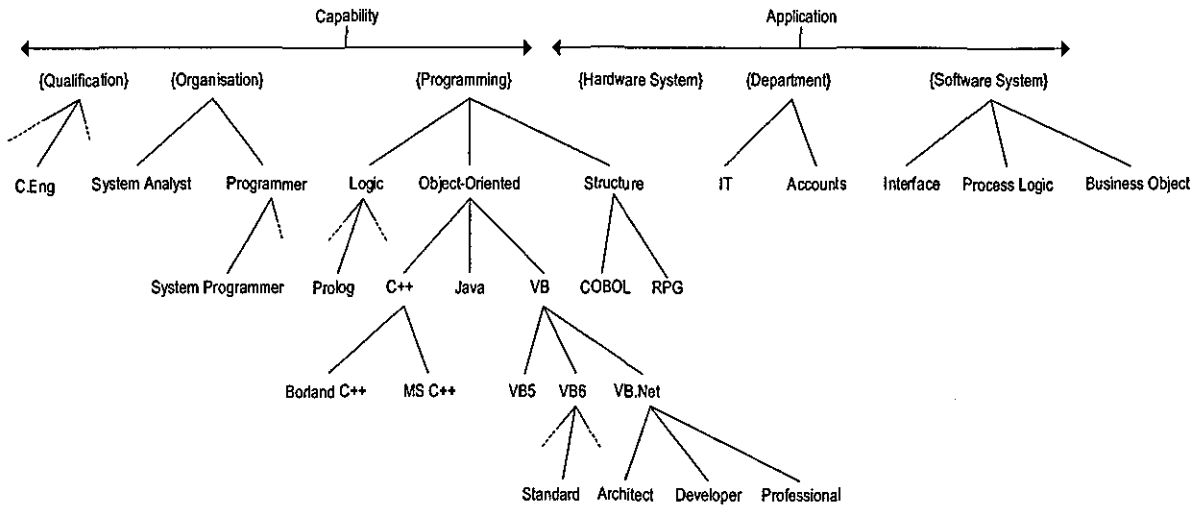 Capability Application
{Qualification} {Organisation} {Programming} {Hardware System} {Department} {Software System}
C.Eng System Analyst Programmer Logic Object-Oriented Structure IT Accounts Interface Process Logic Business Object
System Programmer Prolog C++ Java VB COBOL RPG
Borland C++ MS C++ VB5 VB6 VB.Net
Standard Architect Developer Professional